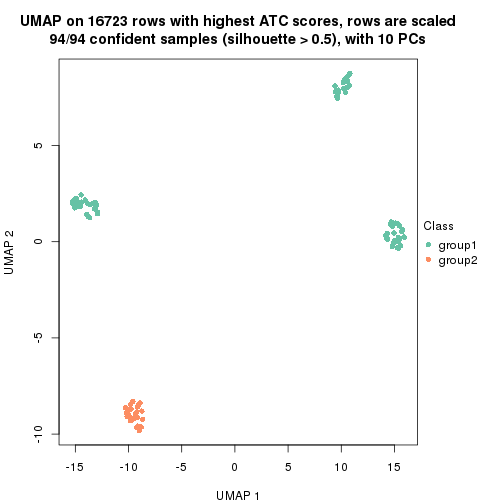 UMAP on 16723 rows with highest ATC scores, rows are scaled
94/94 confident samples (silhouette > 0.5), with 10 PCs
5
0
-5
-10
UMAP 2
Class
group1
group2
-15
-10
-5
0
5
10
15
UMAP 1